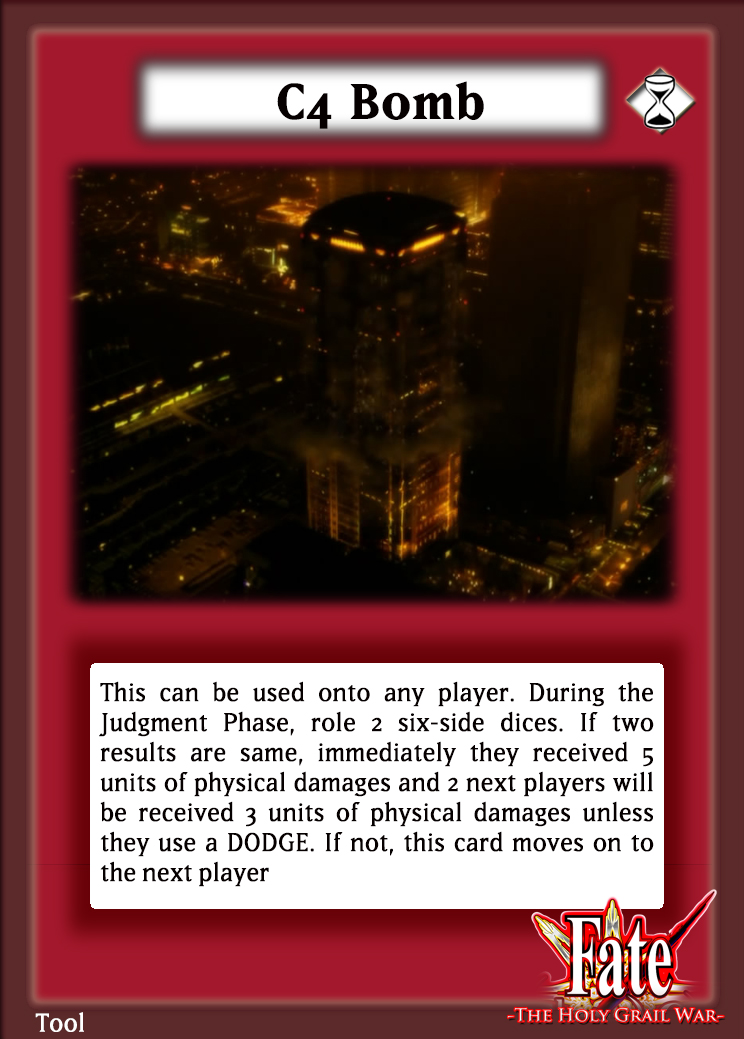 C4 Bomb
This can be used onto any player. During the
Judgment Phase, role 2 six-side dices. If two
results are same, immediately they received 5
units of physical damages and 2 next players will
be received 3 units of physical damages unless
they use a DODGE. If not, this card moves on to
the next player
Fate
-The Holy Grail War-
Tool